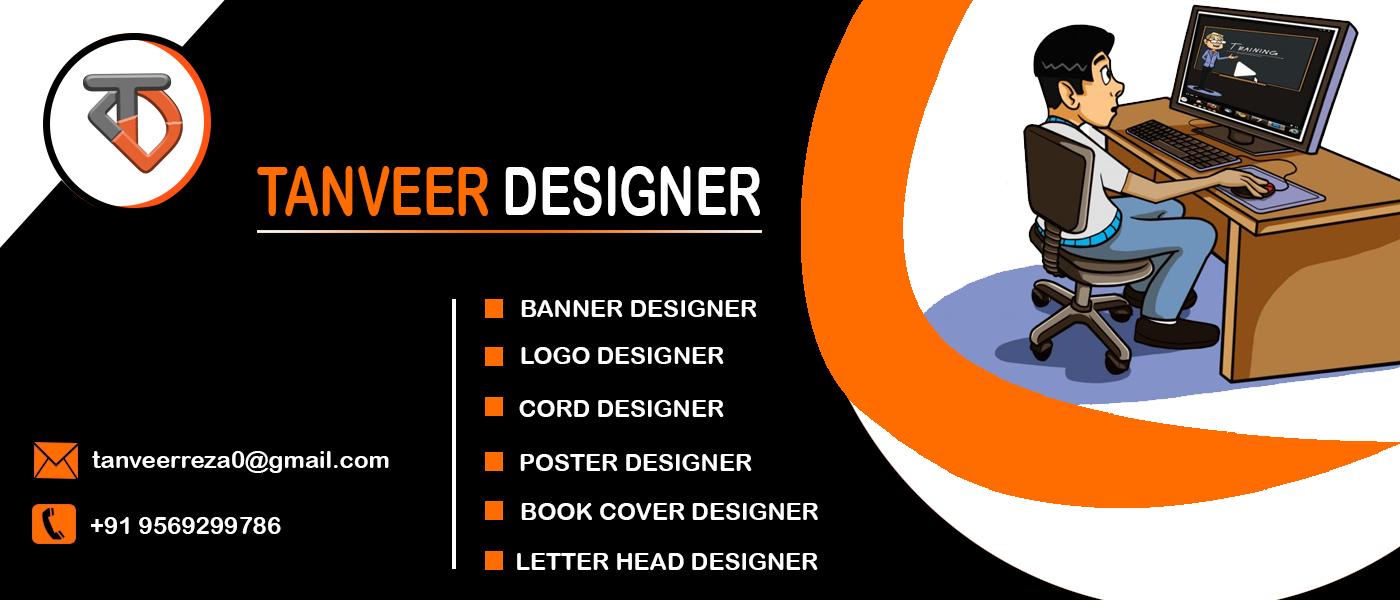 TANVEER DESIGNER
BANNER DESIGNER
LOGO DESIGNER
CORD DESIGNER
POSTER DESIGNER
BOOK COVER DESIGNER
LETTER HEAD DESIGNER
tanveerreza0@gmail.com
+91 9569299786
TRAINING